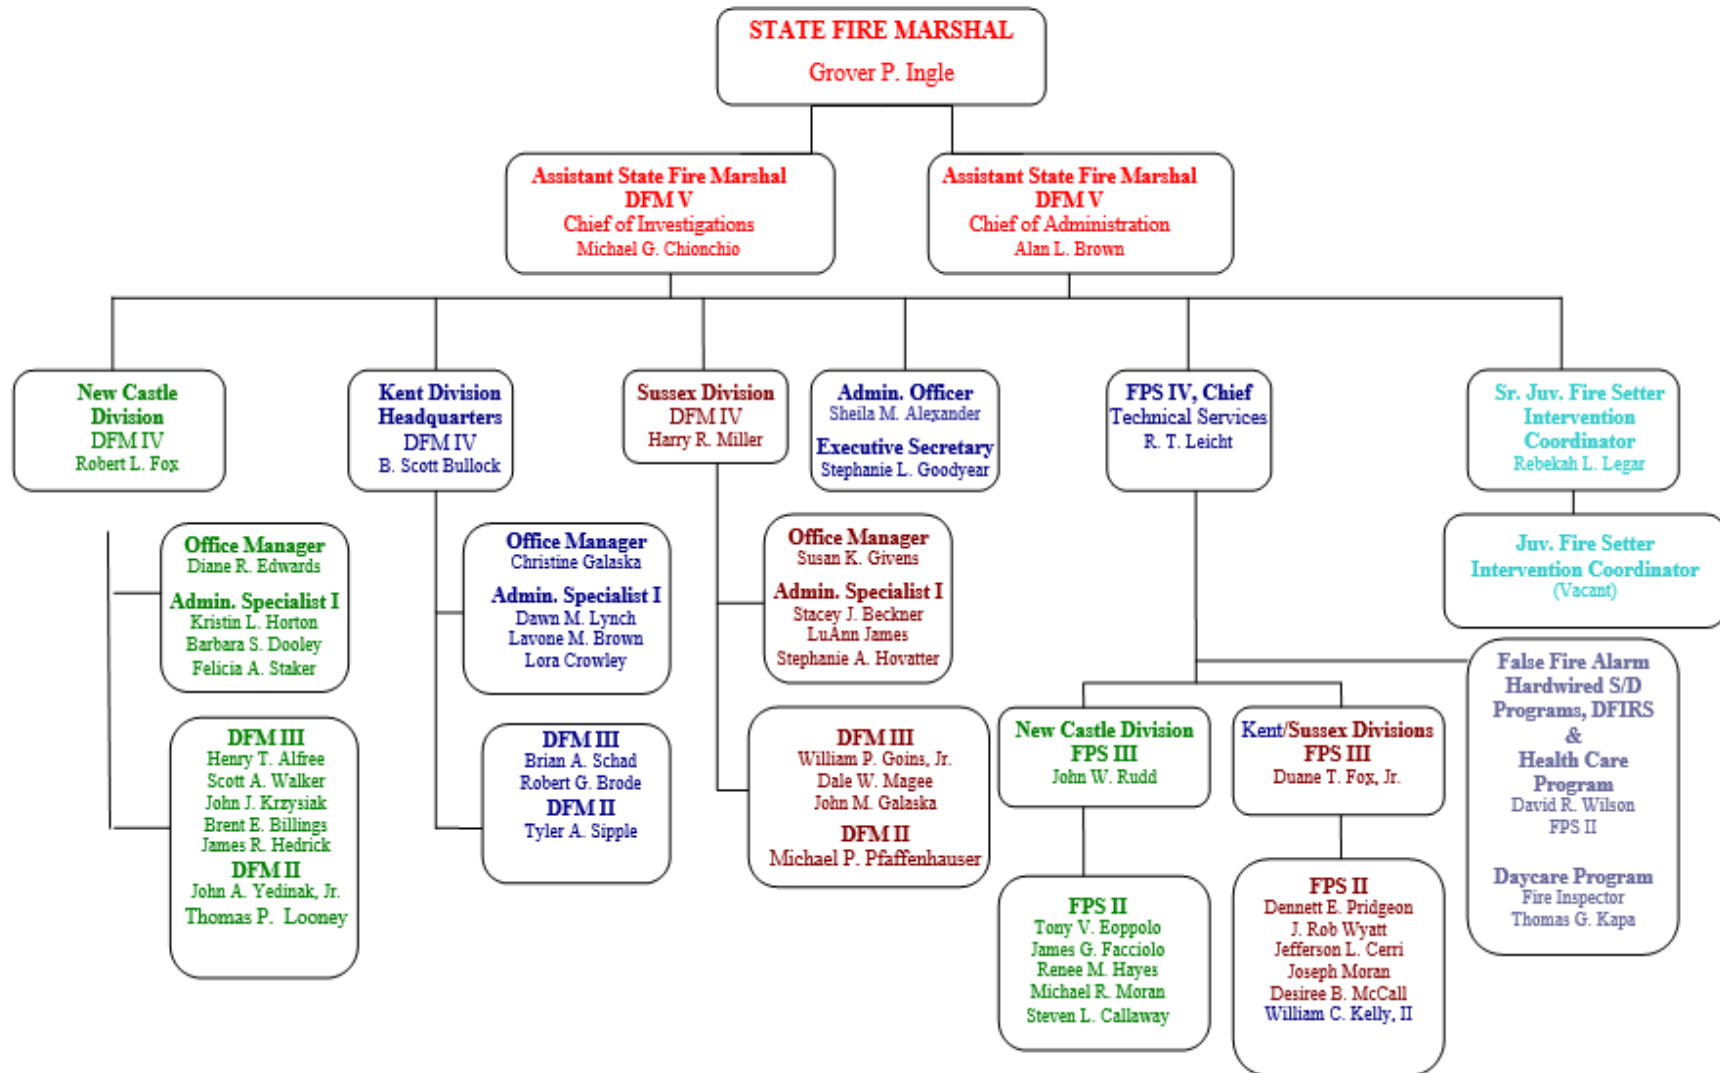 STATE FIRE MARSHAL
Grover P. Ingle
Assistant State Fire Marshal
DFM V
Chief of Investigations
Michael G. Chionchio
Assistant State Fire Marshal
DFM V
Chief of Administration
Alan L. Brown
New Castle
Division
DFM IV
Robert L. Fox
Kent Division
Headquarters
DFM IV
B. Scott Bullock
Sussex Division
DFM IV
Harry R. Miller
Admin. Officer
Sheila M. Alexander
Executive Secretary
Stephanie L. Goodyear
FPS IV, Chief
Technical Services
R. T. Leicht
Sr. Juv. Fire Setter
Intervention
Coordinator
Rebekah L. Legar
Office Manager
Diane R. Edwards
Admin. Specialist I
Kristin L. Horton
Barbara S. Dooley
Felicia A. Staker
Office Manager
Christine Galaska
Admin. Specialist I
Dawn M. Lynch
Lavone M. Brown
Lora Crowley
Office Manager
Susan K. Givens
Admin. Specialist I
Stacey J. Beckner
LuAnn James
Stephanie A. Hovatter
Juv. Fire Setter
Intervention Coordinator
(Vacant)
DFM III
Henry T. Alfree
Scott A. Walker
John J. Krzysiak
Brent E. Billings
James R. Hedrick
DFM II
John A. Yedinak, Jr.
Thomas P. Looney
DFM III
Brian A. Schad
Robert G. Brode
DFM II
Tyler A. Sipple
DFM III
William P. Goins, Jr.
Dale W. Magee
John M. Galaska
DFM II
Michael P. Pfaffenhauser
New Castle Division
FPS III
John W. Rudd
Kent/Sussex Divisions
FPS III
Duane T. Fox, Jr.
False Fire Alarm
Hardwired S/D
Programs, DFIRS
&
Health Care
Program
David R. Wilson
FPS II
Daycare Program
Fire Inspector
Thomas G. Kapa
FPS II
Tony V. Eoppolo
James G. Facciolo
Renee M. Hayes
Michael R. Moran
Steven L. Callaway
FPS II
Dennett E. Pridgeon
J. Rob Wyatt
Jefferson L. Cerri
Joseph Moran
Desiree B. McCall
William C. Kelly, II